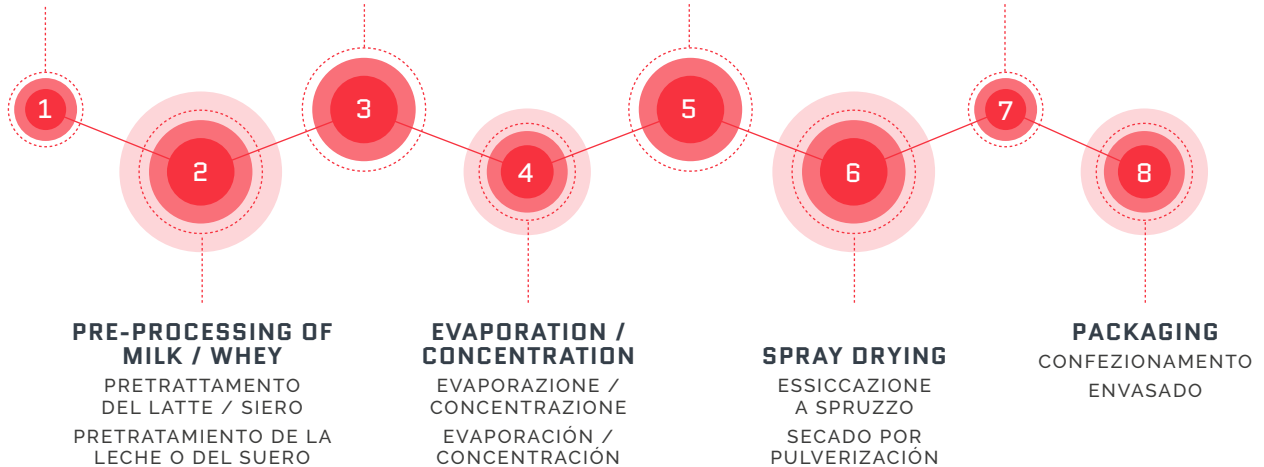 1
2
3
4
5
6
7
8
PRE-PROCESSING OF
MILK / WHEY
PRETRATTAMENTO
DEL LATTE / SIERO
PRETRATAMIENTO DE LA
LECHE O DEL SUERO
EVAPORATION /
CONCENTRATION
EVAPORAZIONE /
CONCENTRAZIONE
EVAPORACIÓN /
CONCENTRACIÓN
SPRAY DRYING
ESSICCAZIONE
A SPRUZZO
SECADO POR
PULVERIZACIÓN
PACKAGING
CONFEZIONAMENTO
ENVASADO